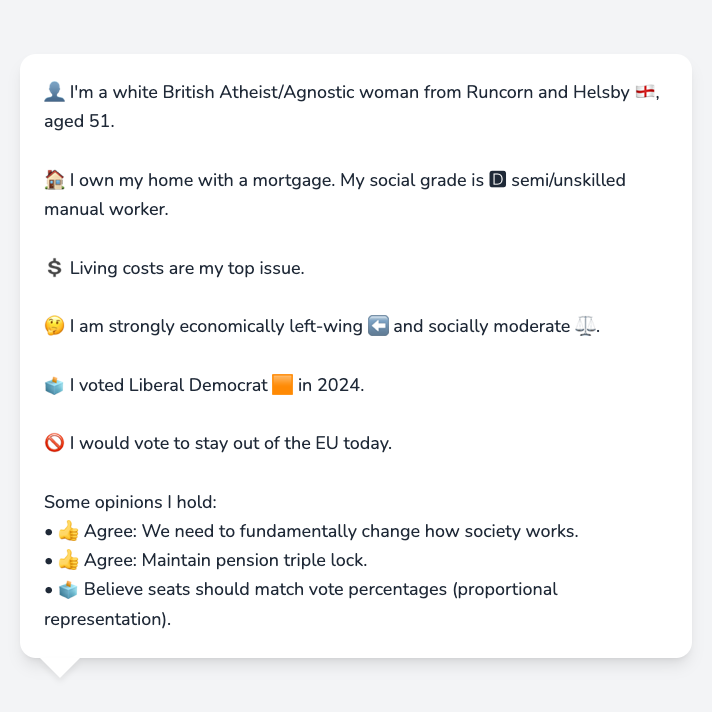 👤 I'm a white British Atheist/Agnostic woman from Runcorn and Helsby 🏴󠁧󠁢󠁥󠁮󠁧󠁿,
aged 51.
🏠 I own my home with a mortgage. My social grade is 🅳 semi/unskilled
manual worker.
💲 Living costs are my top issue.
🤔 I am strongly economically left-wing ⬅️ and socially moderate ⚖️.
🗳️ I voted Liberal Democrat 🟧 in 2024.
🚫 I would vote to stay out of the EU today.
Some opinions I hold:
• 👍 Agree: We need to fundamentally change how society works.
• 👍 Agree: Maintain pension triple lock.
• 🗳️ Believe seats should match vote percentages (proportional
representation).